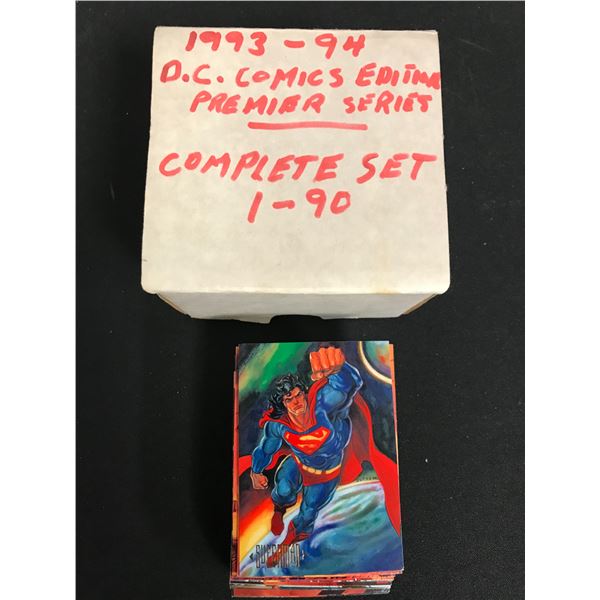 1993-94
D.C. COMICS EDITION
PREMIER SERIES
COMPLETE SET
1-90
S
SUPERMAN